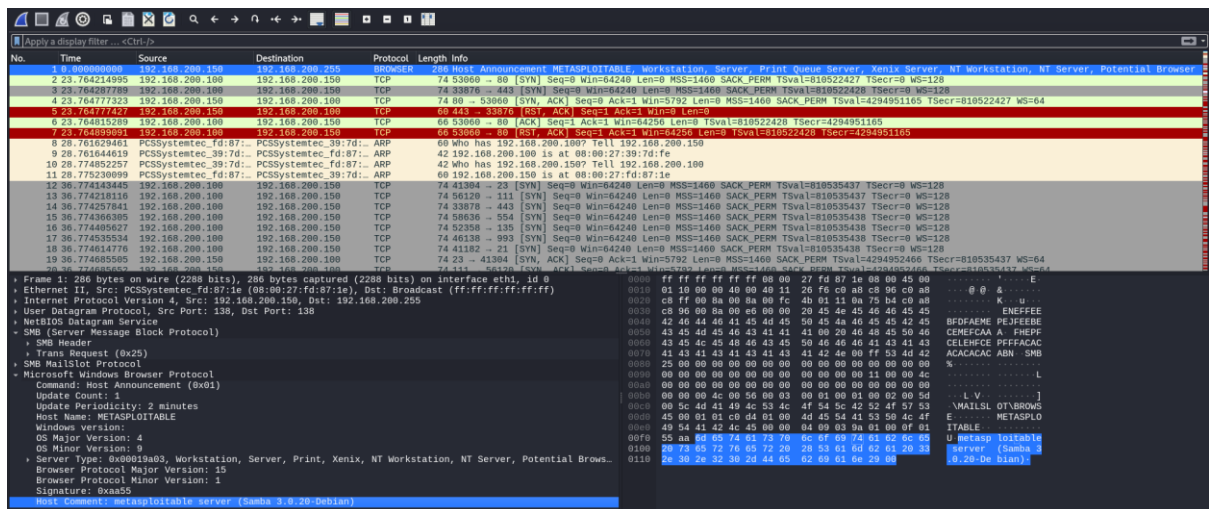 Apply a display filter … <Ctrl-/>
No. Time Source Destination Protocol Length Info
1 0.000000000 192.168.200.150 192.168.200.255 BROWSER 286 Host Announcement METASPLOITABLE, Workstation, Server, Print Queue Server, Xenix Server, NT Workstation, NT Server, Potential Browser
2 23.764214995 192.168.200.100 192.168.200.150 TCP 74 53060 → 80 [SYN] Seq=0 Win=64240 Len=0 MSS=1460 SACK_PERM TSval=810522427 TSecr=0 WS=128
3 23.764287789 192.168.200.100 192.168.200.150 TCP 74 33876 → 443 [SYN] Seq=0 Win=64240 Len=0 MSS=1460 SACK_PERM TSval=810522428 TSecr=0 WS=128
4 23.764777323 192.168.200.150 192.168.200.100 TCP 74 80 → 53060 [SYN, ACK] Seq=0 Ack=1 Win=5792 Len=0 MSS=1460 SACK_PERM TSval=4294951165 TSecr=810522427 WS=64
5 23.764777427 192.168.200.150 192.168.200.100 TCP 60 443 → 33876 [RST, ACK] Seq=1 Ack=1 Win=0 Len=0
6 23.764815289 192.168.200.100 192.168.200.150 TCP 66 53060 → 80 [ACK] Seq=1 Ack=1 Win=64256 Len=0 TSval=810522428 TSecr=4294951165
7 23.764899091 192.168.200.100 192.168.200.150 TCP 66 53060 → 80 [RST, ACK] Seq=1 Ack=1 Win=64256 Len=0 TSval=810522428 TSecr=4294951165
8 28.761629461 PCSSystemtec_fd:87:… PCSSystemtec_39:7d:… ARP 60 Who has 192.168.200.100? Tell 192.168.200.150
9 28.761644619 PCSSystemtec_39:7d:… PCSSystemtec_fd:87:… ARP 42 192.168.200.100 is at 08:00:27:39:7d:fe
10 28.774852257 PCSSystemtec_39:7d:… PCSSystemtec_fd:87:… ARP 42 Who has 192.168.200.150? Tell 192.168.200.100
11 28.775230099 PCSSystemtec_fd:87:… PCSSystemtec_39:7d:… ARP 60 192.168.200.150 is at 08:00:27:fd:87:1e
12 36.774143445 192.168.200.100 192.168.200.150 TCP 74 41304 → 23 [SYN] Seq=0 Win=64240 Len=0 MSS=1460 SACK_PERM TSval=810535437 TSecr=0 WS=128
13 36.774218116 192.168.200.100 192.168.200.150 TCP 74 56120 → 111 [SYN] Seq=0 Win=64240 Len=0 MSS=1460 SACK_PERM TSval=810535437 TSecr=0 WS=128
14 36.774257841 192.168.200.100 192.168.200.150 TCP 74 33878 → 443 [SYN] Seq=0 Win=64240 Len=0 MSS=1460 SACK_PERM TSval=810535437 TSecr=0 WS=128
15 36.774366305 192.168.200.100 192.168.200.150 TCP 74 58636 → 554 [SYN] Seq=0 Win=64240 Len=0 MSS=1460 SACK_PERM TSval=810535438 TSecr=0 WS=128
16 36.774405627 192.168.200.100 192.168.200.150 TCP 74 52358 → 135 [SYN] Seq=0 Win=64240 Len=0 MSS=1460 SACK_PERM TSval=810535438 TSecr=0 WS=128
17 36.774535534 192.168.200.100 192.168.200.150 TCP 74 46138 → 993 [SYN] Seq=0 Win=64240 Len=0 MSS=1460 SACK_PERM TSval=810535438 TSecr=0 WS=128
18 36.774614776 192.168.200.100 192.168.200.150 TCP 74 41182 → 21 [SYN] Seq=0 Win=64240 Len=0 MSS=1460 SACK_PERM TSval=810535438 TSecr=0 WS=128
19 36.774685505 192.168.200.150 192.168.200.100 TCP 74 23 → 41304 [SYN, ACK] Seq=0 Ack=1 Win=5792 Len=0 MSS=1460 SACK_PERM TSval=4294952466 TSecr=810535437 WS=64
20 36.774685652 192.168.200.150 192.168.200.100 TCP 74 111 → 56120 [SYN, ACK] Seq=0 Ack=1 Win=5792 Len=0 MSS=1460 SACK_PERM TSval=4294952466 TSecr=810535437 WS=64
Frame 1: 286 bytes on wire (2288 bits), 286 bytes captured (2288 bits) on interface eth1, id 0
Ethernet II, Src: PCSSystemtec_fd:87:1e (08:00:27:fd:87:1e), Dst: Broadcast (ff:ff:ff:ff:ff:ff)
Internet Protocol Version 4, Src: 192.168.200.150, Dst: 192.168.200.255
User Datagram Protocol, Src Port: 138, Dst Port: 138
NetBIOS Datagram Service
SMB (Server Message Block Protocol)
SMB Header
Trans Request (0x25)
SMB MailSlot Protocol
Microsoft Windows Browser Protocol
Command: Host Announcement (0x01)
Update Count: 1
Update Periodicity: 2 minutes
Host Name: METASPLOITABLE
Windows version:
OS Major Version: 4
OS Minor Version: 9
Server Type: 0x00019a03, Workstation, Server, Print, Xenix, NT Workstation, NT Server, Potential Brows…
Browser Protocol Major Version: 15
Browser Protocol Minor Version: 1
Signature: 0xaa55
Host Comment: metasploitable server (Samba 3.0.20-Debian)
0000 ff ff ff ff ff ff 08 00 27 fd 87 1e 08 00 45 00 ········ '·····E·
0010 01 10 00 00 40 00 40 11 26 f6 c0 a8 c8 96 c0 a8 ····@·@· &·······
0020 c8 ff 00 8a 00 8a 00 fc 4b 01 11 0a 75 b4 c0 a8 ········ K···u···
0030 c8 96 00 8a 00 e6 00 00 20 45 4e 45 46 46 45 45 ········  ENEFFEE
0040 42 46 44 46 41 45 4d 45 50 45 4a 46 45 45 42 45 BFDFAEME PEJFEEBE
0050 43 45 4d 45 46 43 41 41 41 00 20 46 48 45 50 46 CEMEFCAA A· FHEPF
0060 43 45 4c 45 48 46 43 45 50 46 46 46 41 43 41 43 CELEHFCE PFFFACAC
0070 41 43 41 43 41 43 41 43 41 42 4e 00 ff 53 4d 42 ACACACAC ABN··SMB
0080 25 00 00 00 00 00 00 00 00 00 00 00 00 00 00 00 %······· ········
0090 00 00 00 00 00 00 00 00 00 00 00 00 11 00 00 4c ········ ·······L
00a0 00 00 00 00 00 00 00 00 00 00 00 00 00 00 00 00 ········ ········
00b0 00 00 00 4c 00 56 00 03 00 01 00 01 00 02 00 5d ···L·V·· ·······]
00c0 00 5c 4d 41 49 4c 53 4c 4f 54 5c 42 52 4f 57 53 ·\MAILSL OT\BROWS
00d0 45 00 01 01 c0 d4 01 00 4d 45 54 41 53 50 4c 4f E······· METASPLO
00e0 49 54 41 42 4c 45 00 00 04 09 03 9a 01 00 0f 01 ITABLE·· ········
00f0 55 aa 6d 65 74 61 73 70 6c 6f 69 74 61 62 6c 65 U·metasp loitable
0100 20 73 65 72 76 65 72 20 28 53 61 6d 62 61 20 33  server  (Samba 3
0110 2e 30 2e 32 30 2d 44 65 62 69 61 6e 29 00 .0.20-De bian)·